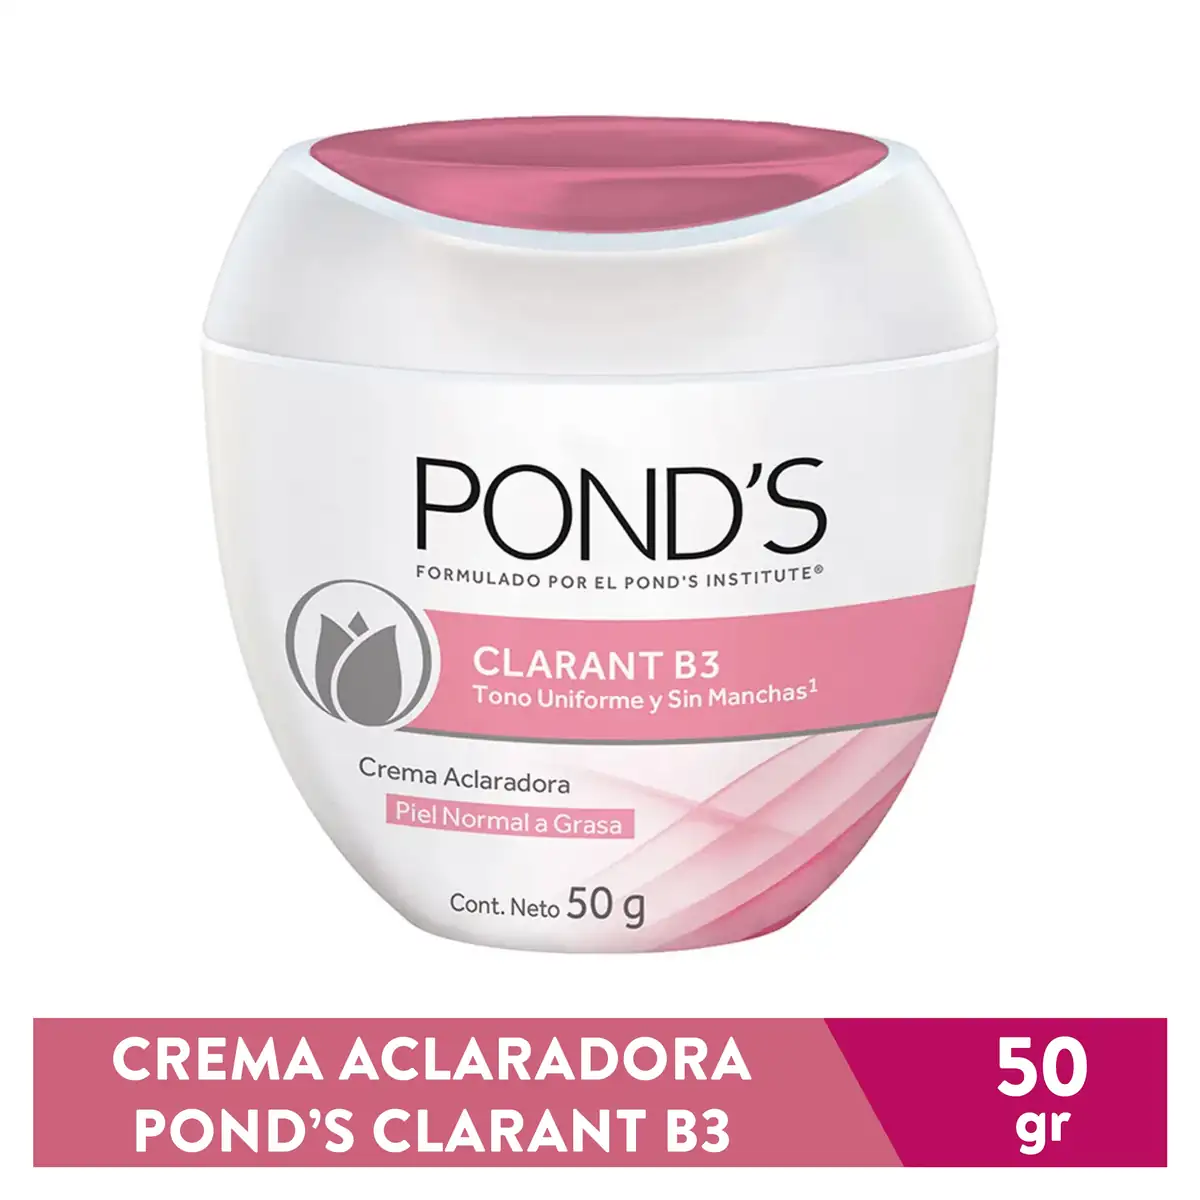 POND'S
FORMULADO POR EL POND'S INSTITUTE®
CLARANT B3
Tono Uniforme y Sin Manchas¹
Crema Aclaradora
Piel Normal a Grasa
Cont. Neto 50 g
CREMA ACLARADORA
POND'S CLARANT B3
50
gr